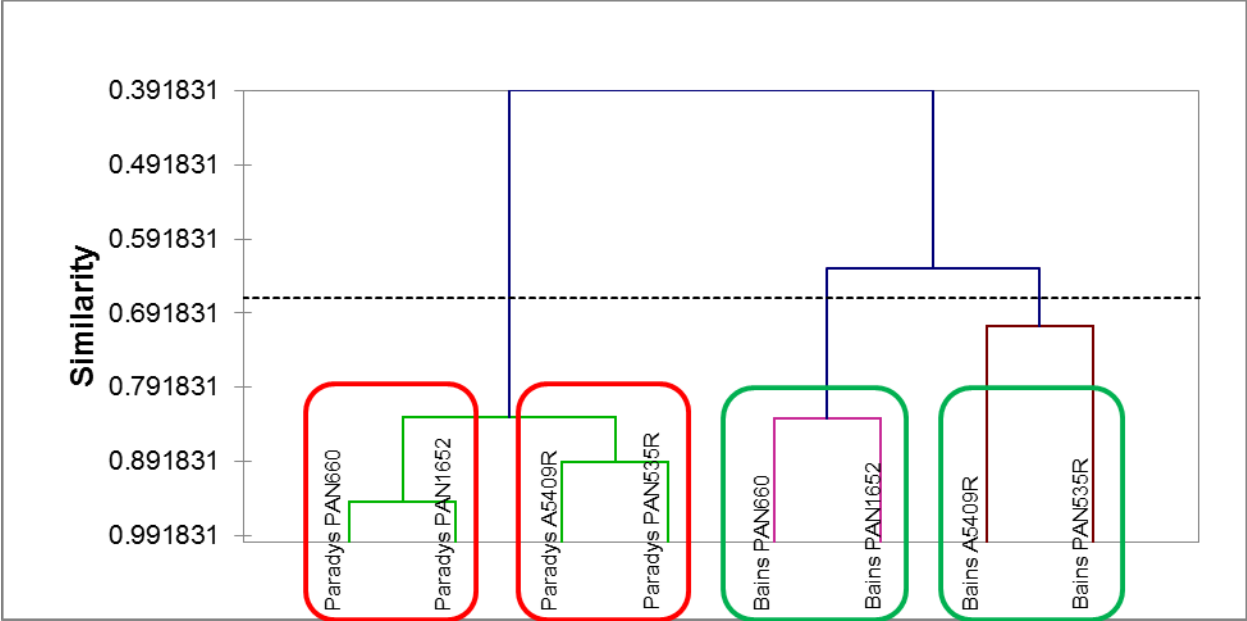 Similarity
0.391831
0.491831
0.591831
0.691831
0.791831
0.891831
0.991831
Paradys PAN660
Paradys PAN1652
Paradys A5409R
Paradys PAN535R
Bains PAN660
Bains PAN1652
Bains A5409R
Bains PAN535R